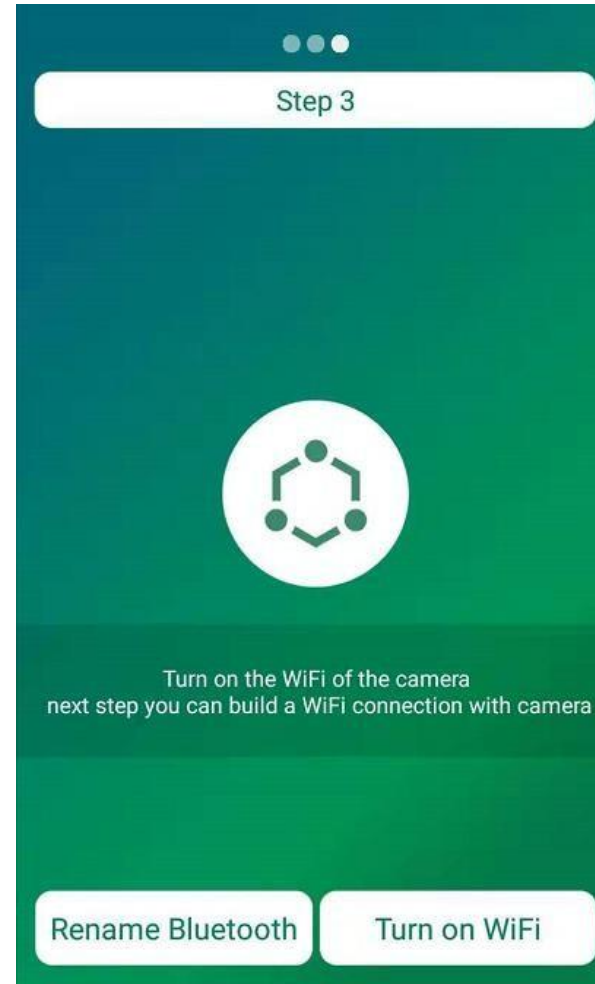 Step 3
Turn on the WiFi of the camera
next step you can build a WiFi connection with camera
Rename Bluetooth
Turn on WiFi